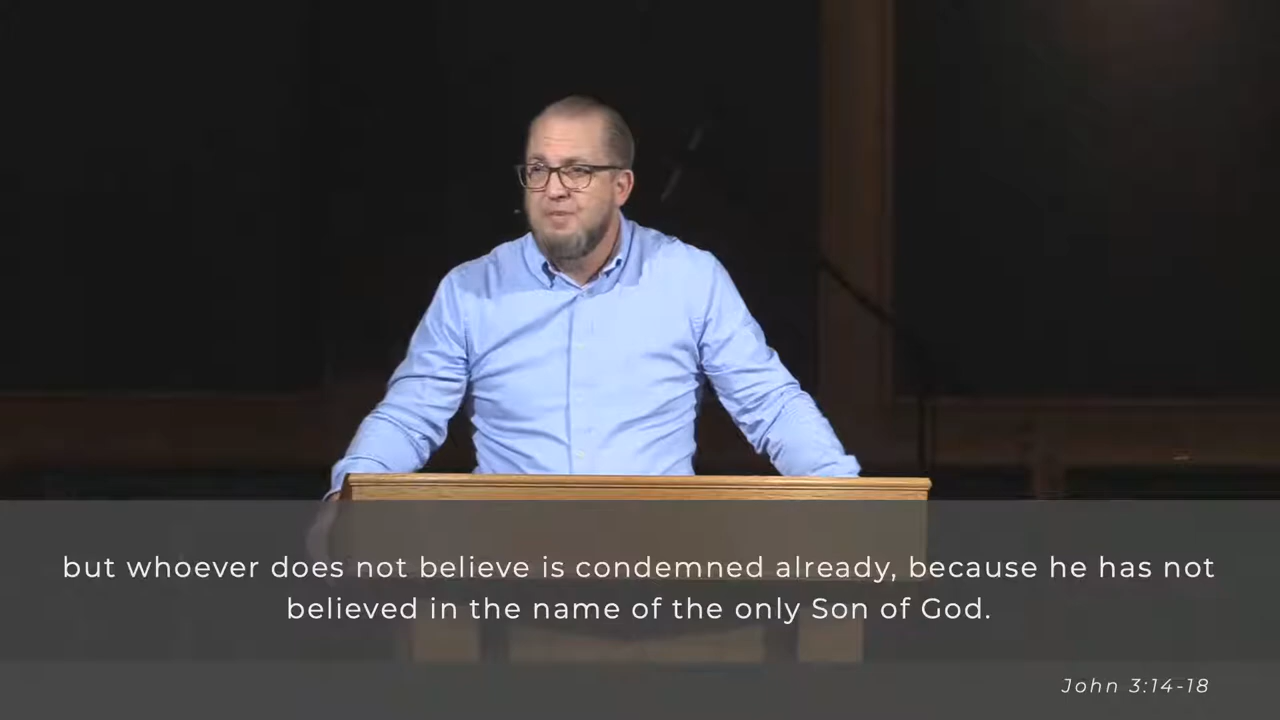 but whoever does not believe is condemned already, because he has not
believed in the name of the only Son of God.
John 3:14-18